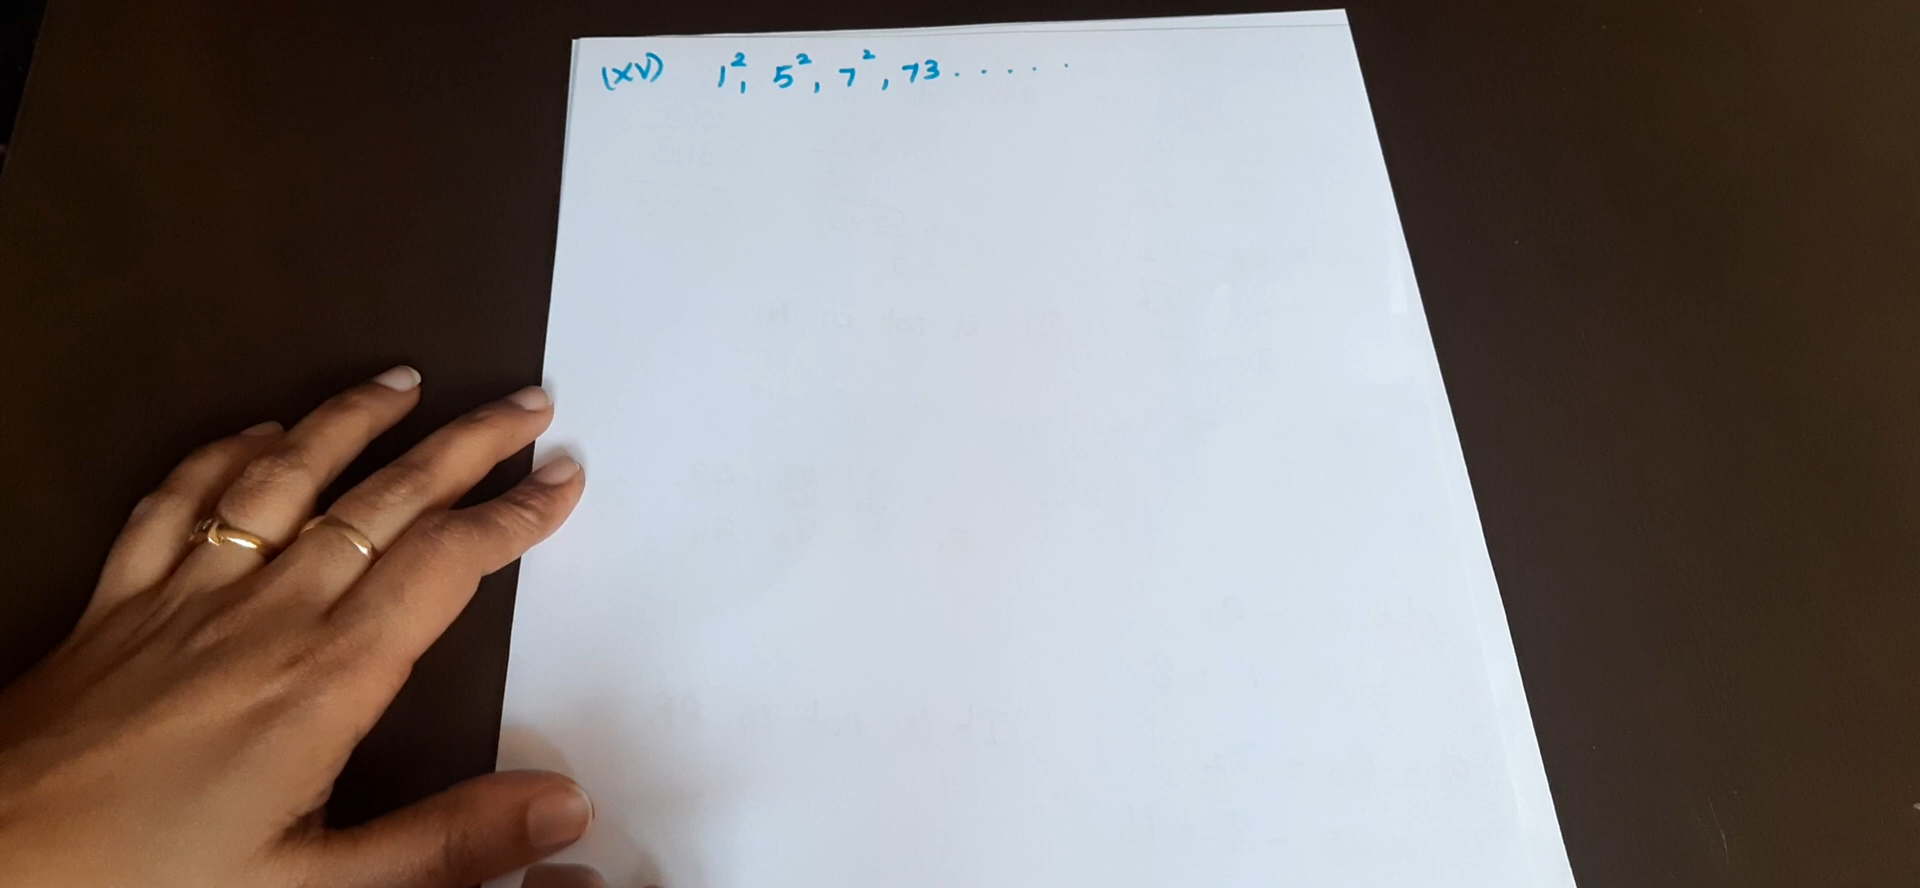 (XV) 1², 5², 7², 73.....